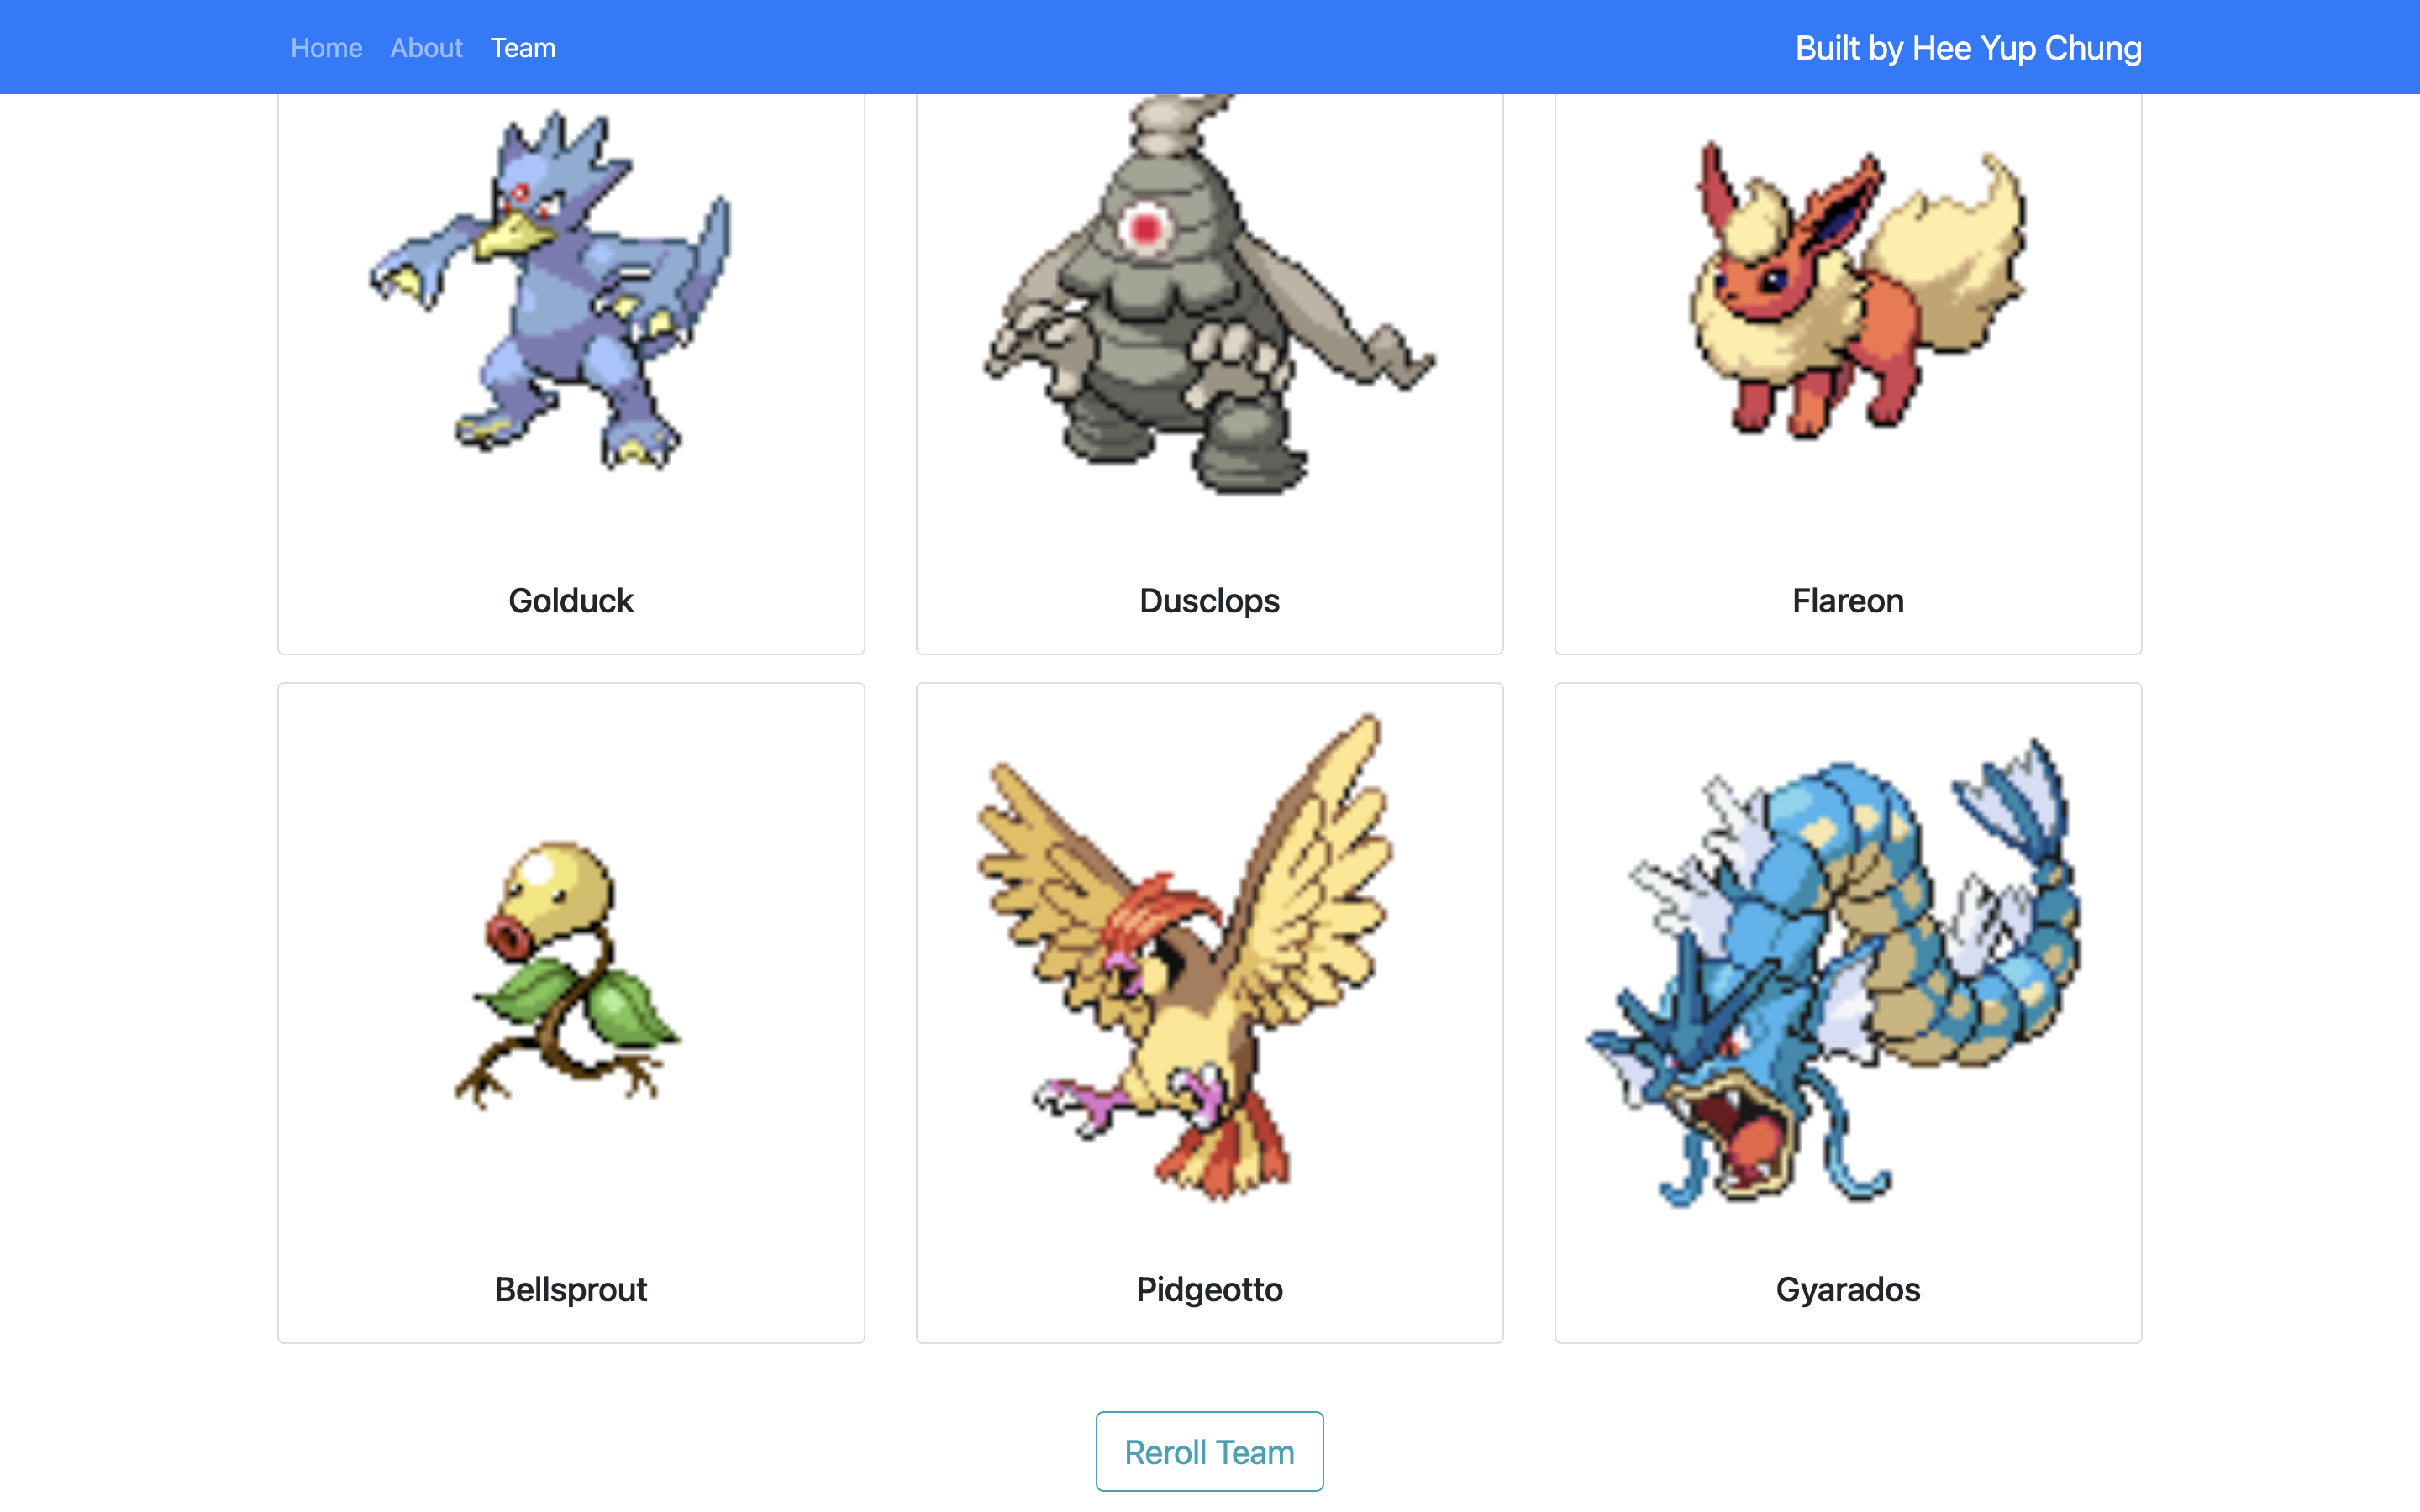 Home About Team Built by Hee Yup Chung
Golduck Dusclops Flareon
Bellsprout Pidgeotto Gyarados
Reroll Team